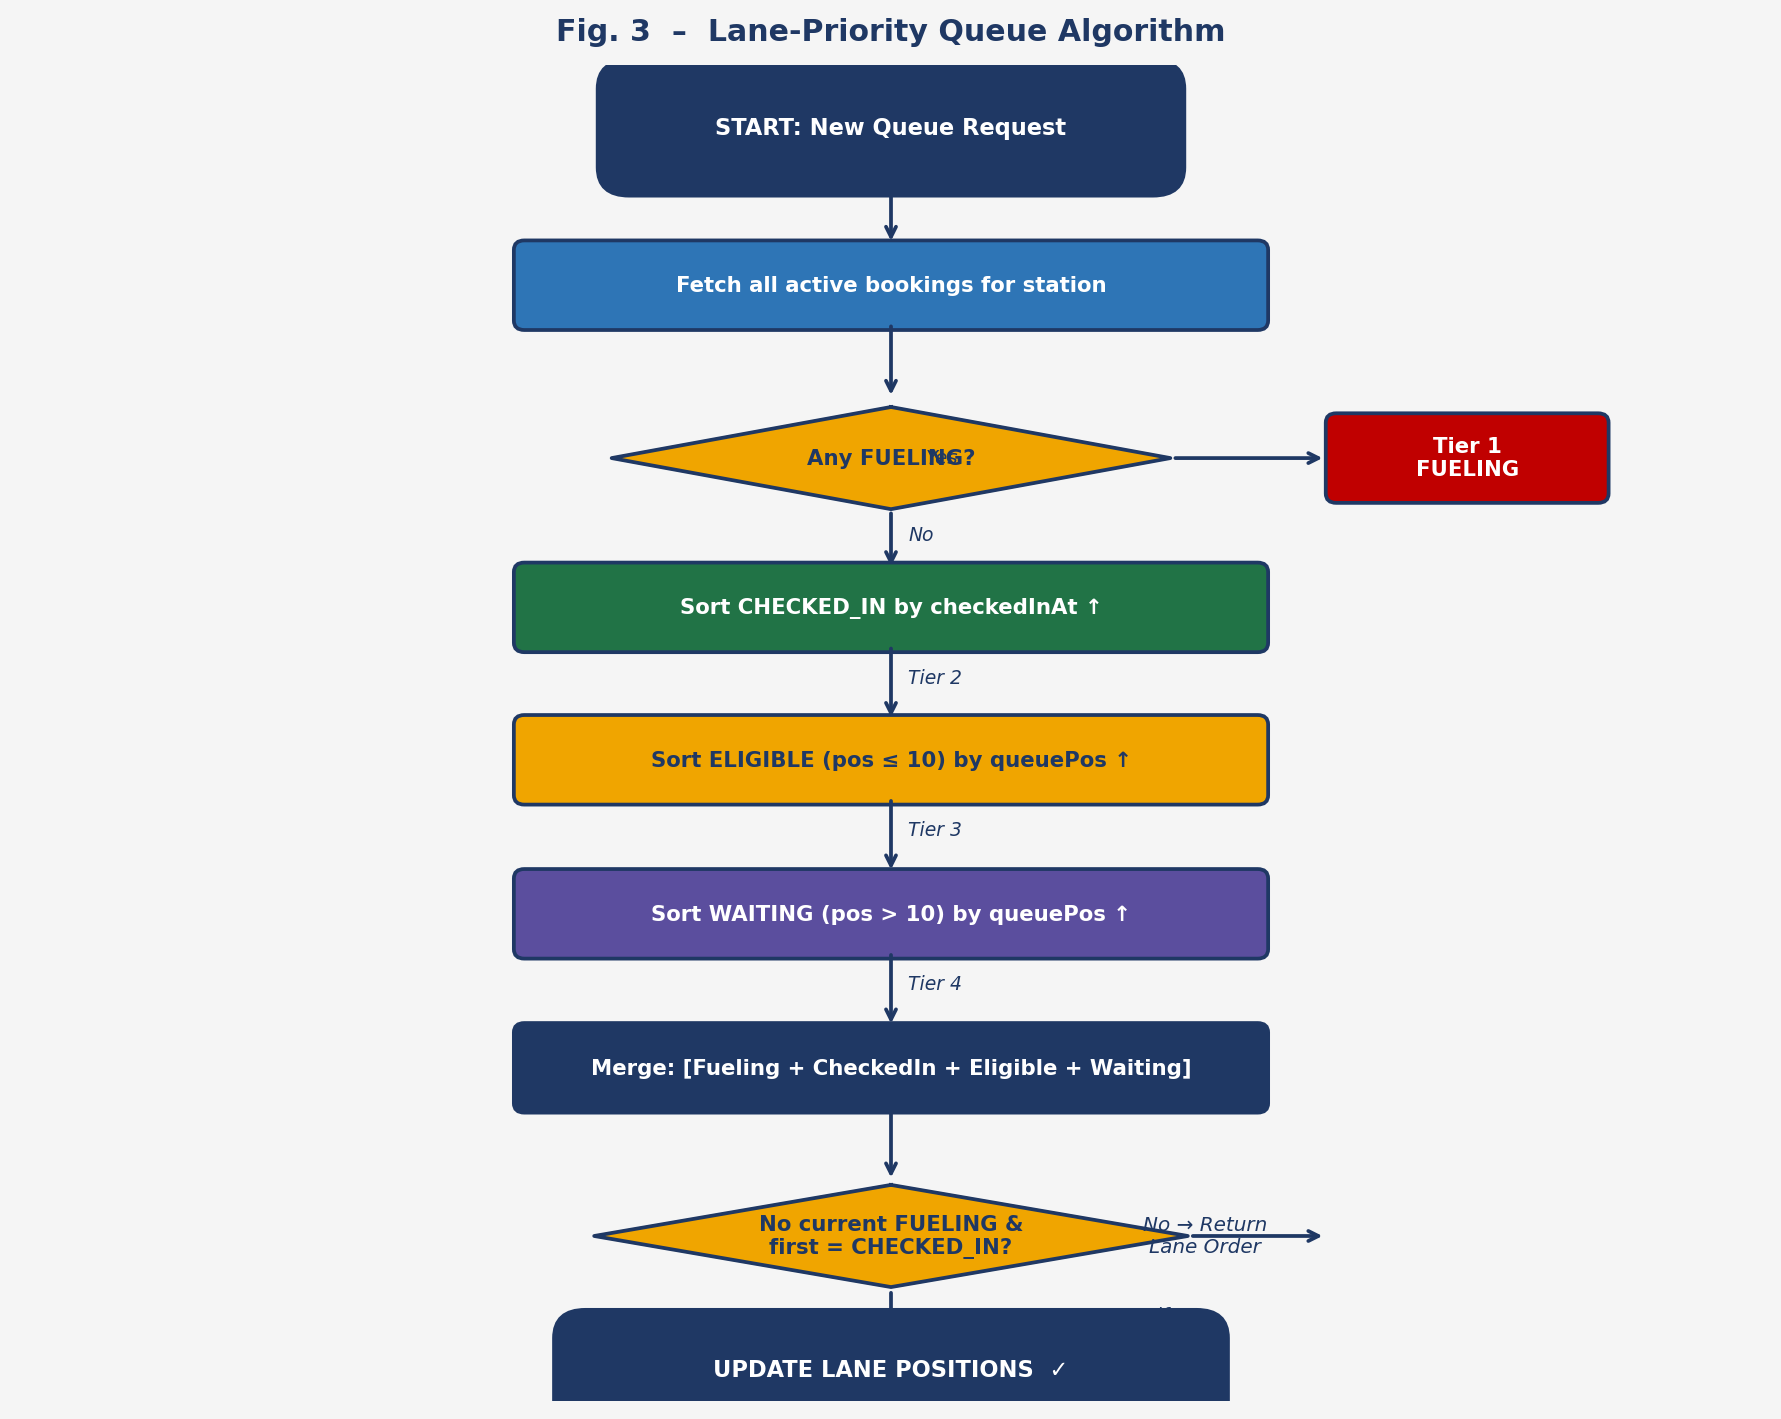 Fig. 3 – Lane-Priority Queue Algorithm
START: New Queue Request
Fetch all active bookings for station
Any FUELING?
Yes
Tier 1
FUELING
No
Sort CHECKED_IN by checkedInAt ↑
Tier 2
Sort ELIGIBLE (pos ≤ 10) by queuePos ↑
Tier 3
Sort WAITING (pos > 10) by queuePos ↑
Tier 4
Merge: [Fueling + CheckedIn + Eligible + Waiting]
No current FUELING &
first = CHECKED_IN?
No → Return
Lane Order
UPDATE LANE POSITIONS ✓